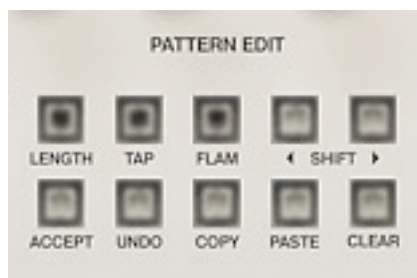 PATTERN EDIT
LENGTH TAP FLAM ◀ SHIFT ▶
ACCEPT UNDO COPY PASTE CLEAR